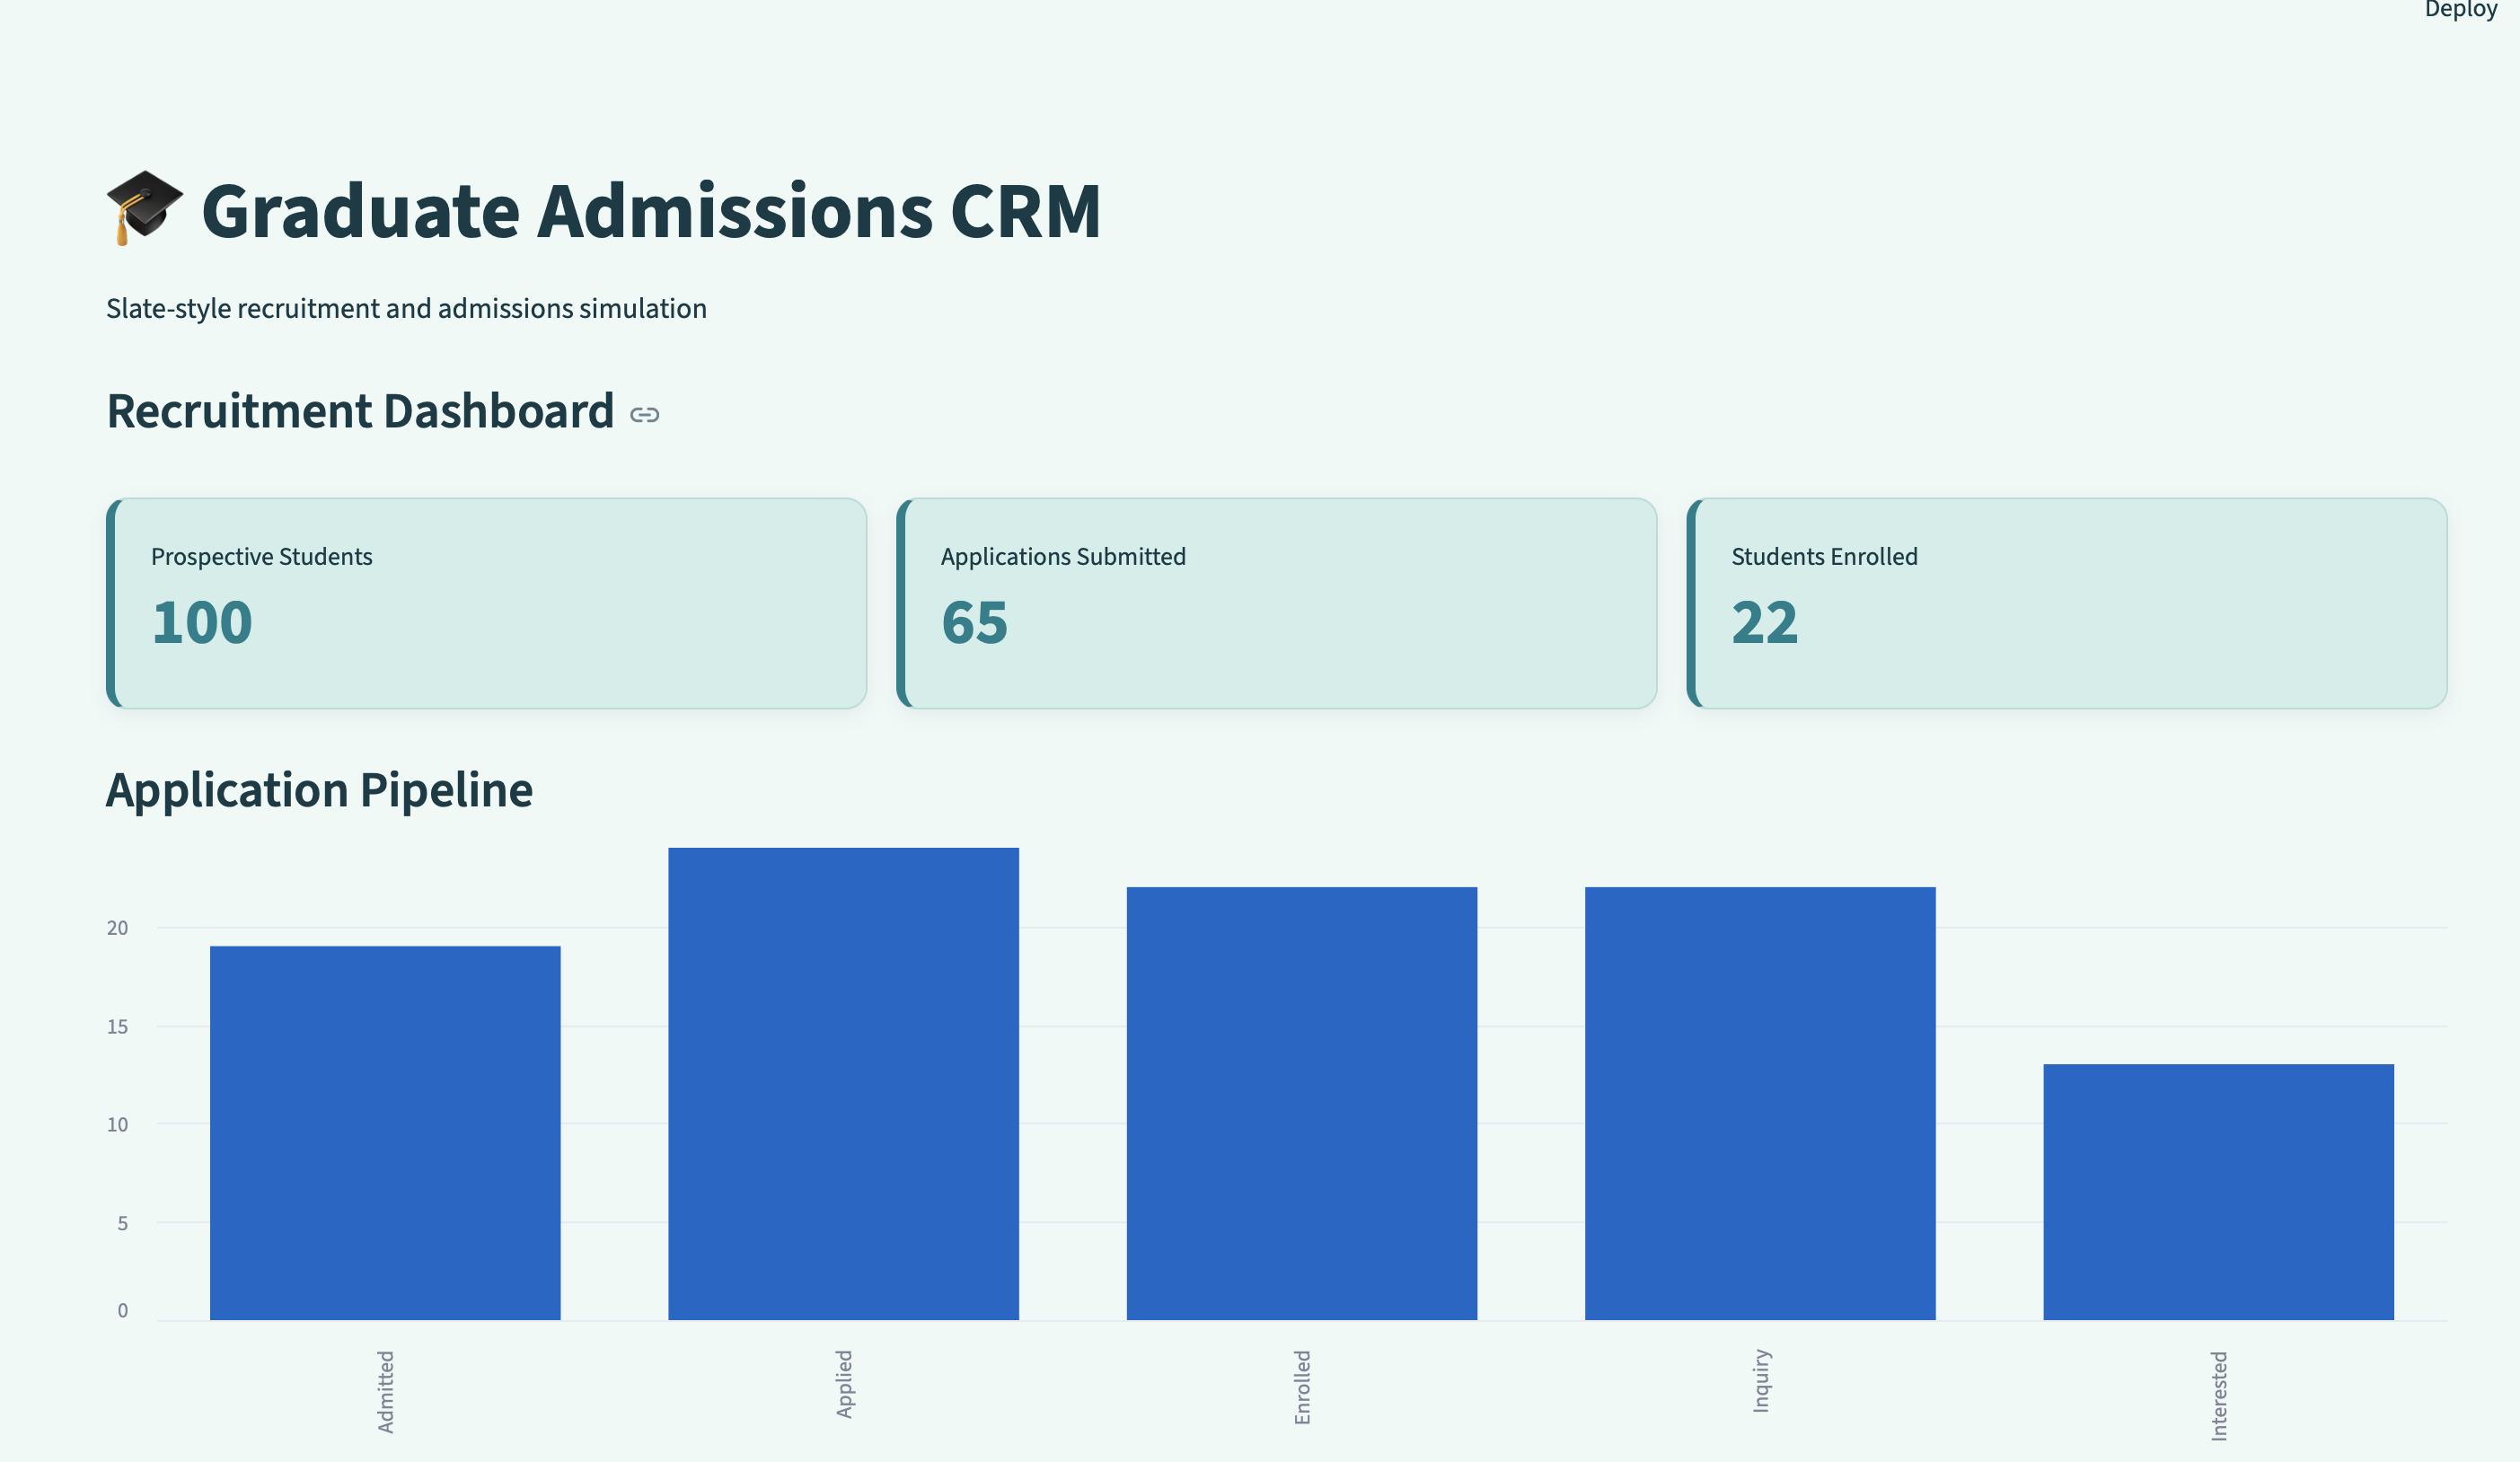 Deploy
🎓 Graduate Admissions CRM
Slate-style recruitment and admissions simulation
Recruitment Dashboard
Prospective Students
100
Applications Submitted
65
Students Enrolled
22
Application Pipeline
20
15
10
5
0
Admitted
Applied
Enrolled
Inquiry
Interested